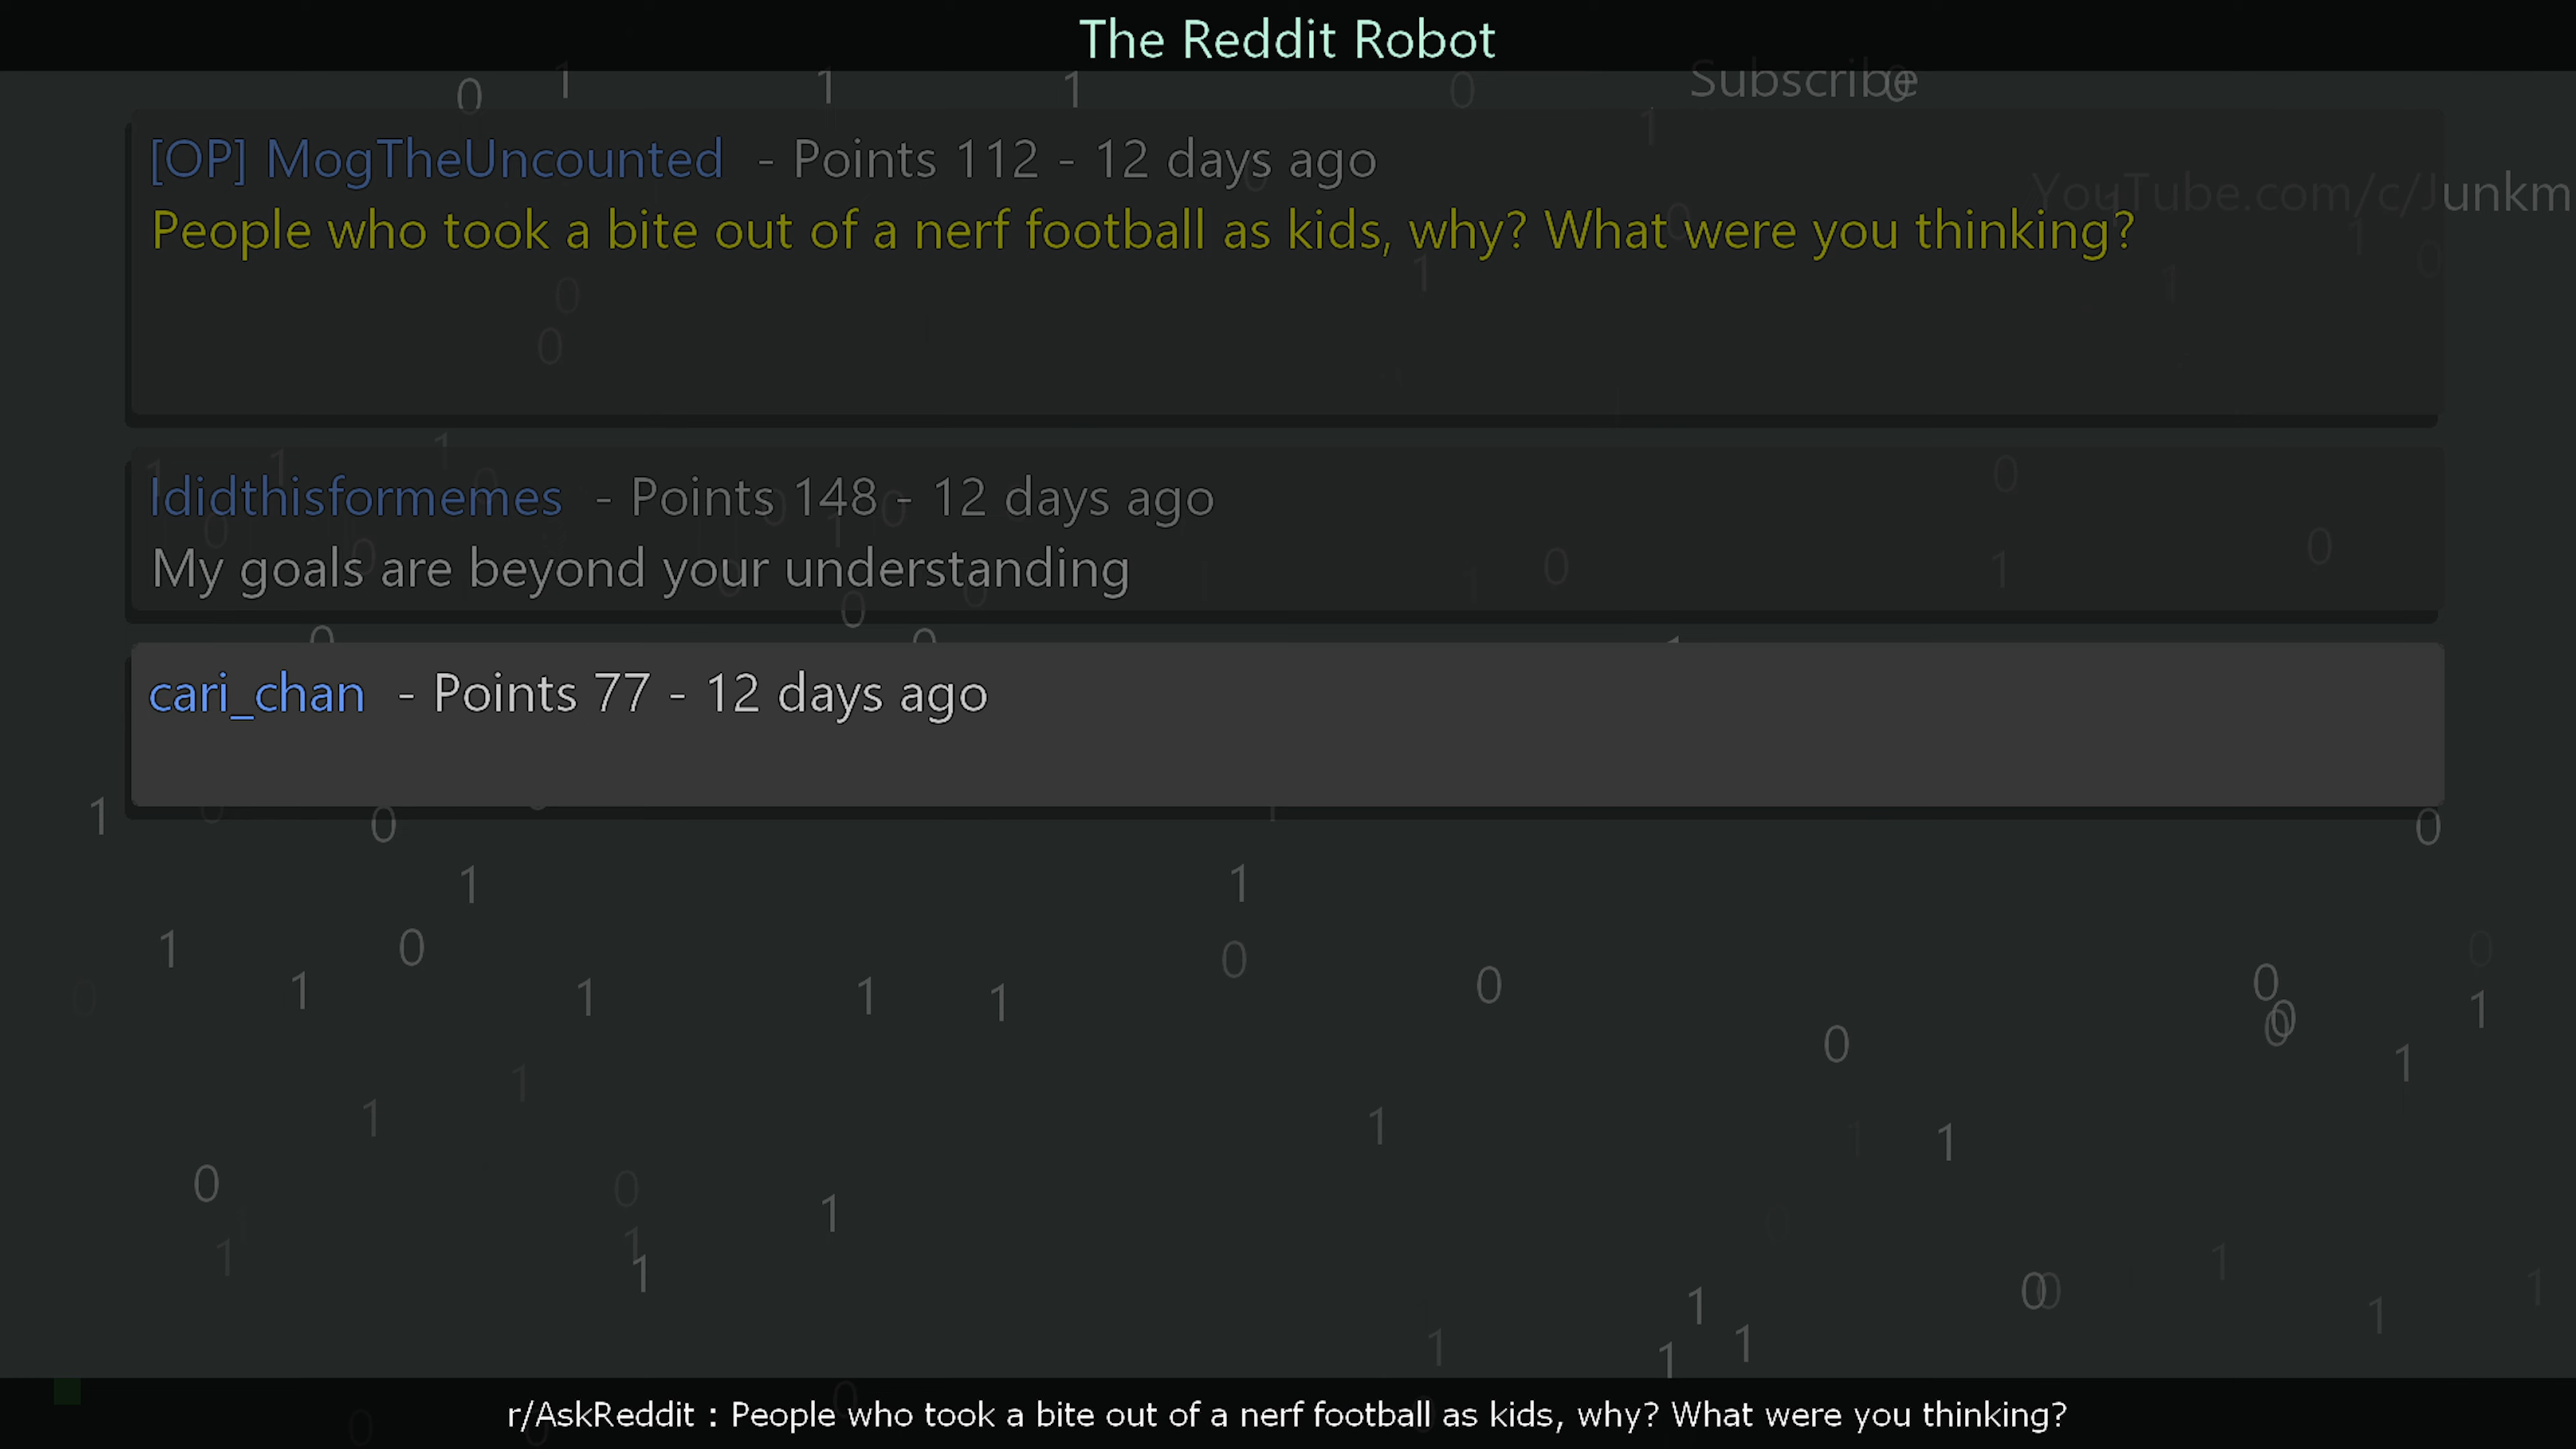 The Reddit Robot
Subscribe
[OP] MogTheUncounted - Points 112 - 12 days ago
YouTube.com/c/Junkm
People who took a bite out of a nerf football as kids, why? What were you thinking?
Ididthisformemes - Points 148 - 12 days ago
My goals are beyond your understanding
cari_chan - Points 77 - 12 days ago
r/AskReddit : People who took a bite out of a nerf football as kids, why? What were you thinking?